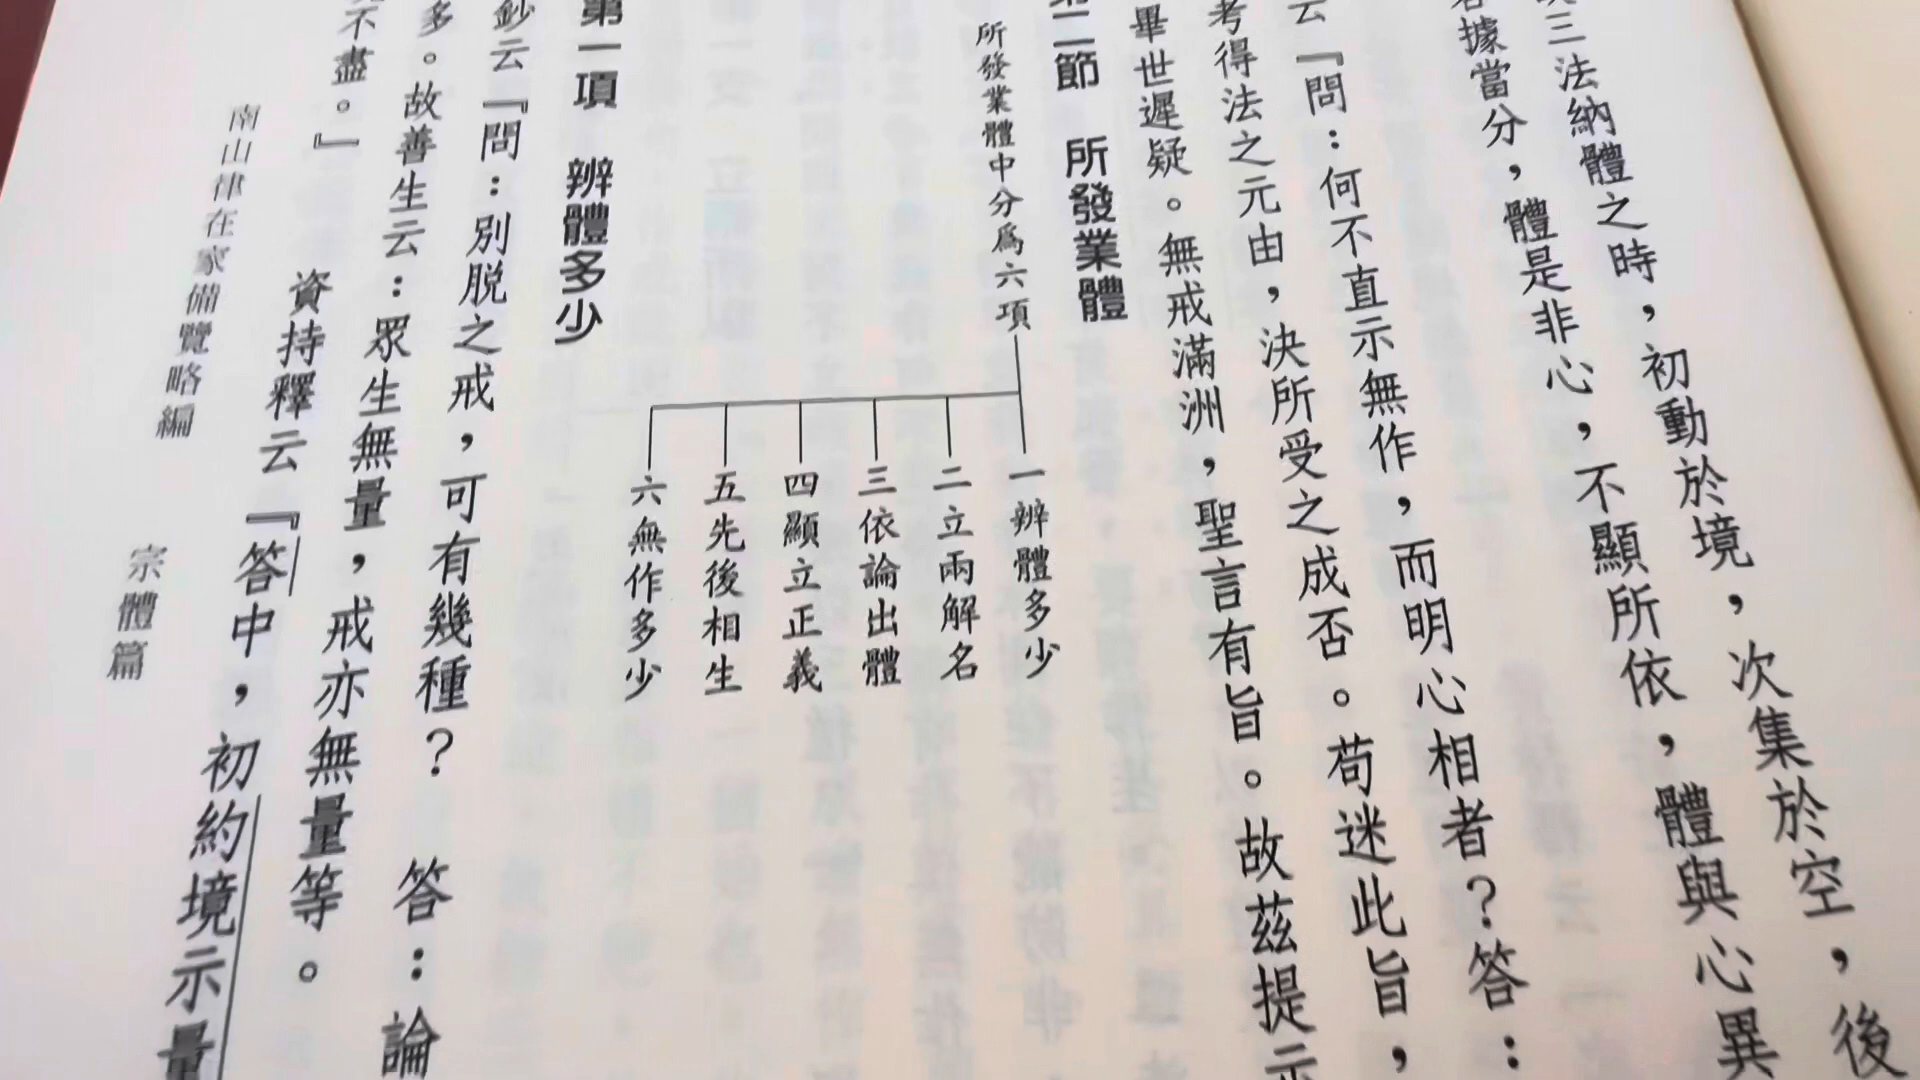 三法納體之時，初動於境，次集於空，後
據當分，體是非心，不顯所依，體與心異
云『問：何不直示無作，而明心相者？答：
考得法之元由，決所受之成否。苟迷此旨，
畢世遲疑。無戒滿洲，聖言有旨。故茲提示
第二節　所發業體
所發業體中分為六項
一辨體多少
二立兩解名
三依論出體
四顯立正義
五先後相生
六無作多少
第一項　辨體多少
鈔云『問：別脫之戒，可有幾種？　答：論
多。故善生云：眾生無量，戒亦無量等。
不盡。』　資持釋云『答中，初約境示量
南山律在家備覽略編　宗體篇